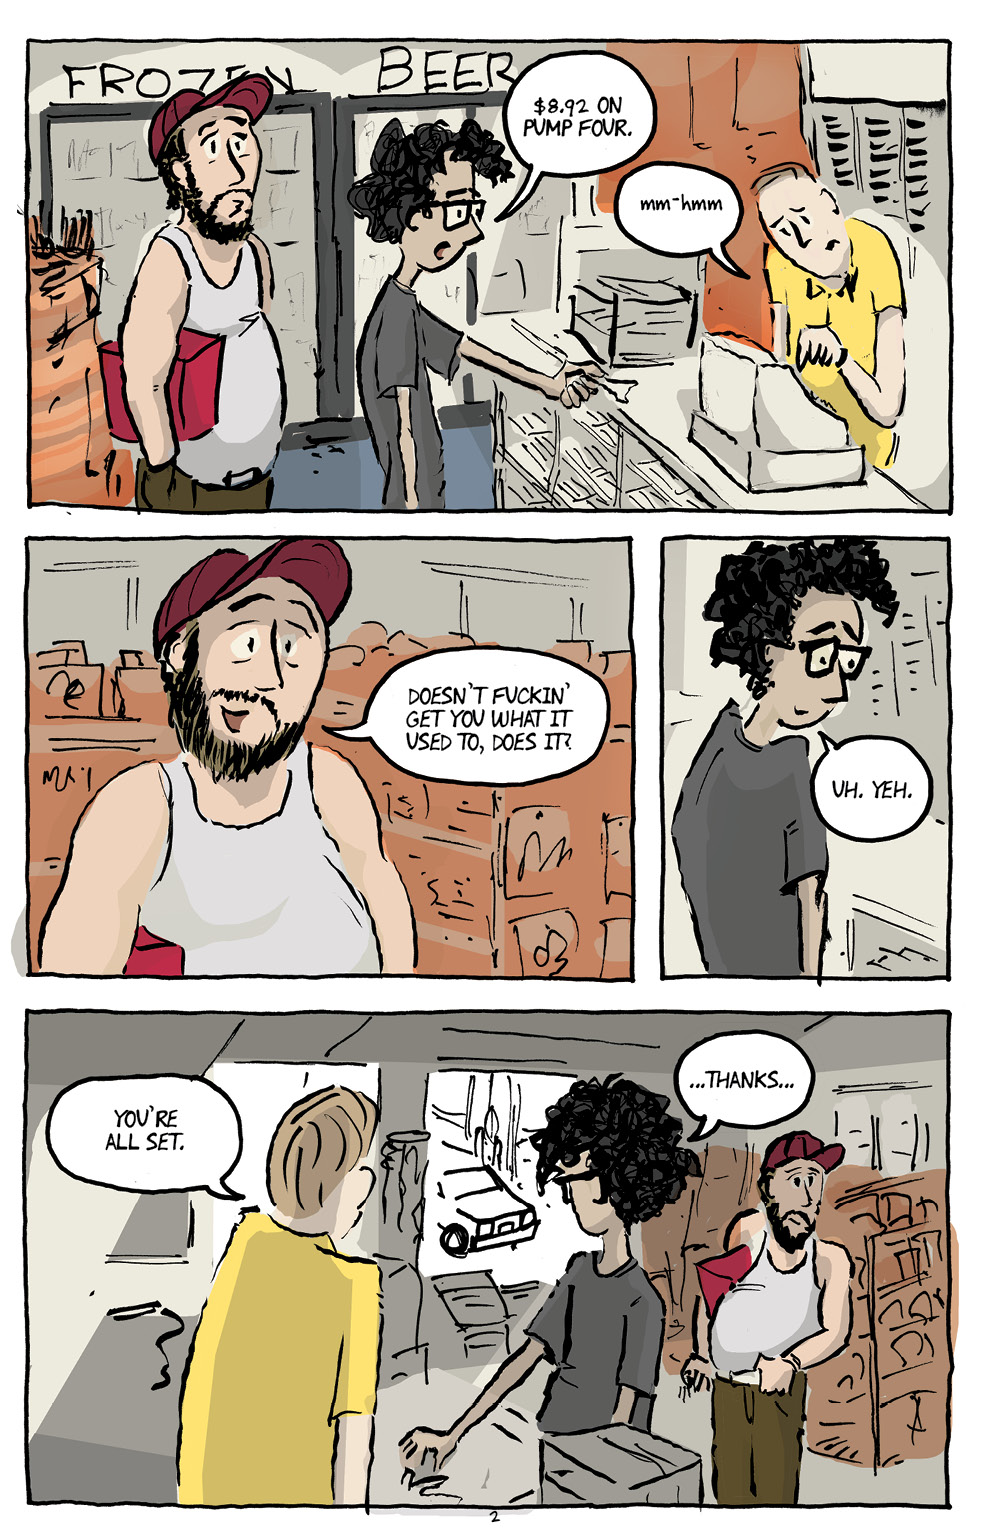 FROZEN
BEER
$8.92 ON
PUMP FOUR.
mm-hmm
DOESN'T FUCKIN'
GET YOU WHAT IT
USED TO, DOES IT?
UH. YEH.
YOU'RE
ALL SET.
...THANKS...
2